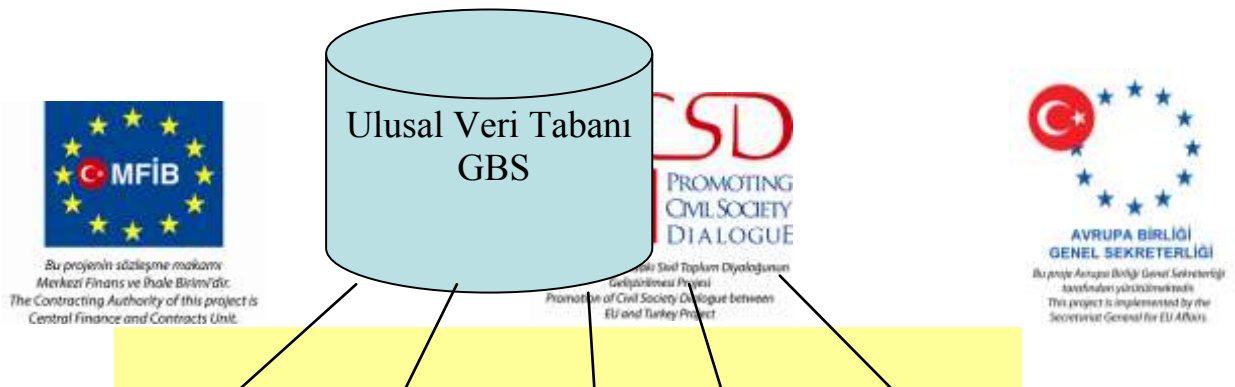 MFİB
Bu projenin sözleşme makamı
Merkezi Finans ve İhale Birimi'dir.
The Contracting Authority of this project is
Central Finance and Contracts Unit.
Ulusal Veri Tabanı
GBS
CSD
PROMOTING
CIVIL SOCIETY
DIALOGUE
Sivil Toplum Diyaloğunun
Geliştirilmesi Projesi
Promotion of Civil Society Dialogue between
EU and Turkey Project
AVRUPA BİRLİĞİ
GENEL SEKRETERLİĞİ
Bu proje Avrupa Birliği Genel Sekreterliği
tarafından yürütülmektedir.
This project is implemented by the
Secretariat General for EU Affairs.